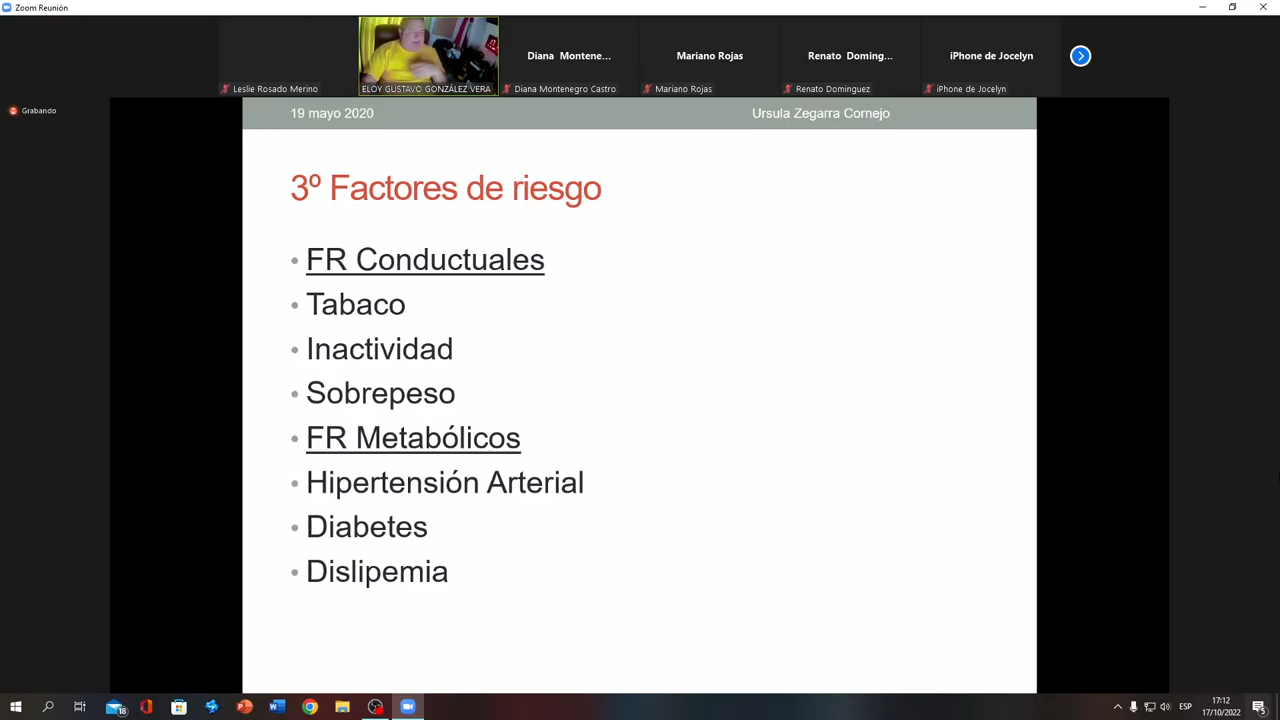 Zoom Reunión
Diana Montene...
Mariano Rojas
Renato Doming...
iPhone de Jocelyn
Leslie Rosado Merino
ELOY GUSTAVO GONZÁLEZ VERA
Diana Montenegro Castro
Mariano Rojas
Renato Dominguez
iPhone de Jocelyn
Grabando
19 mayo 2020
Ursula Zegarra Cornejo
3º Factores de riesgo
• FR Conductuales
• Tabaco
• Inactividad
• Sobrepeso
• FR Metabólicos
• Hipertensión Arterial
• Diabetes
• Dislipemia
18
ESP
17:12
17/10/2022
5